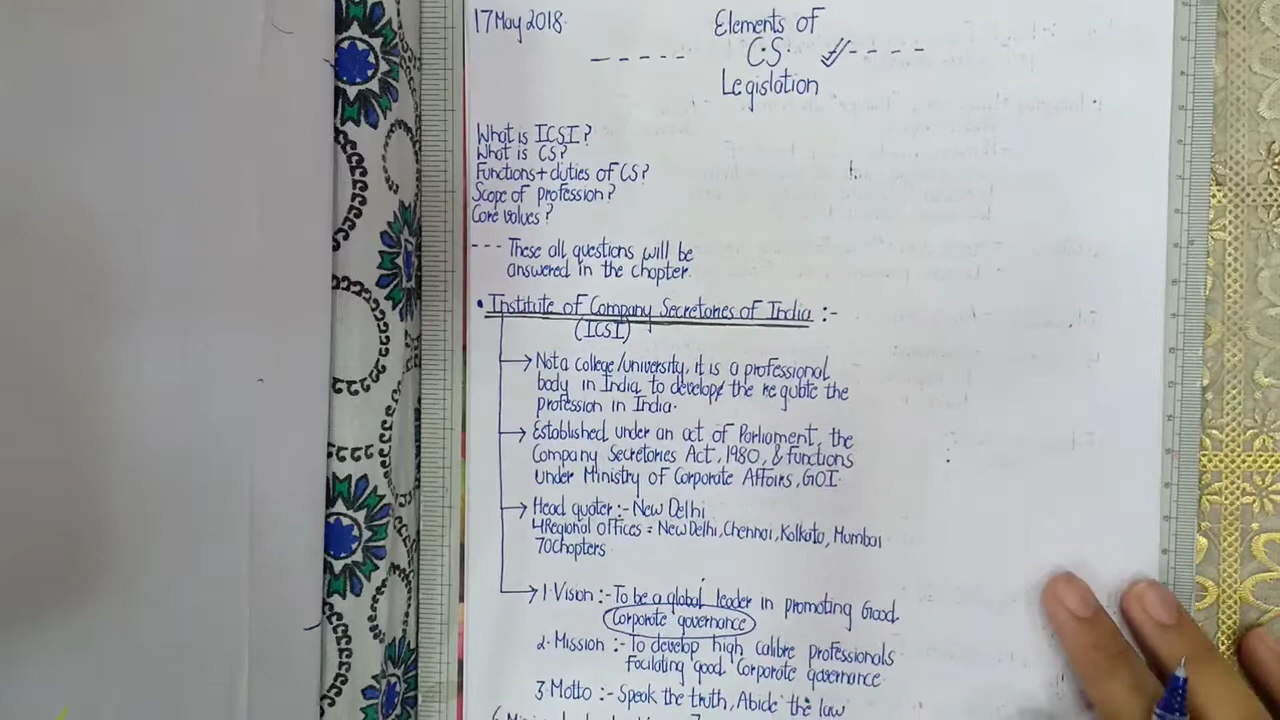 17 May 2018.
Elements of
C.S.
Legislation
What is ICSI?
What is CS?
Functions + duties of CS?
Scope of profession?
Core values?
--- These all questions will be
answered in the chapter.
• Institute of Company Secretaries of India :-
(ICSI)
→ Not a college/university, it is a professional
body in India to develop the regulate the
profession in India.
→ Established under an act of Parliament, the
Company Secretaries Act, 1980, & functions
under Ministry of Corporate Affairs, GOI.
→ Head quater :- New Delhi
4 Regional offices = New Delhi, Chennai, Kolkata, Mumbai
70 Chapters
→ 1. Vision :- To be a global leader in promoting Good
Corporate governance
2. Mission :- To develop high calibre professionals
Facilating good Corporate governance.
3. Motto :- Speak the truth, Abide the law